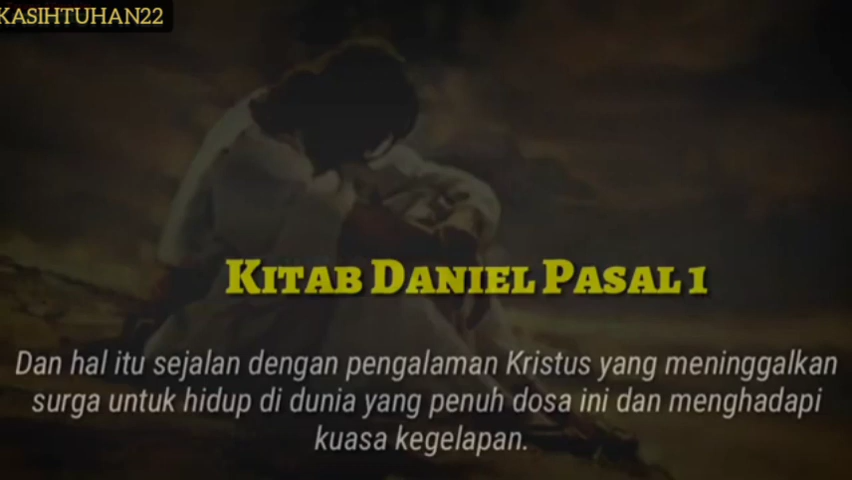 KASIHTUHAN22
KITAB DANIEL PASAL 1
Dan hal itu sejalan dengan pengalaman Kristus yang meninggalkan
surga untuk hidup di dunia yang penuh dosa ini dan menghadapi
kuasa kegelapan.